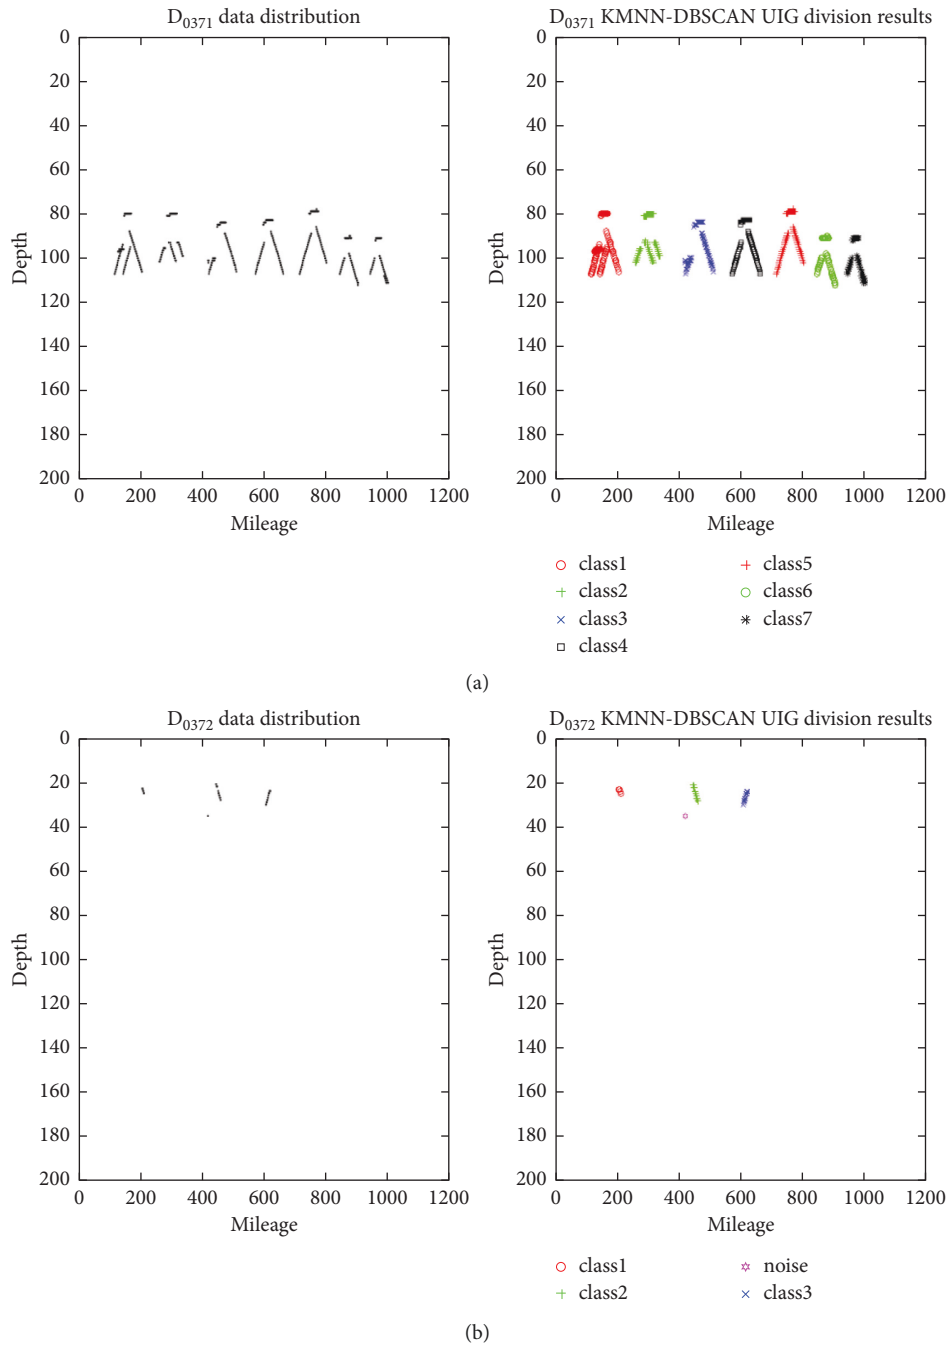 D0371 data distribution
0
20
40
60
80
100
120
140
160
180
200
Depth
0 200 400 600 800 1000 1200
Mileage
D0371 KMNN-DBSCAN UIG division results
0
20
40
60
80
100
120
140
160
180
200
Depth
0 200 400 600 800 1000 1200
Mileage
class1
class2
class3
class4
class5
class6
class7
(a)
D0372 data distribution
0
20
40
60
80
100
120
140
160
180
200
Depth
0 200 400 600 800 1000 1200
Mileage
D0372 KMNN-DBSCAN UIG division results
0
20
40
60
80
100
120
140
160
180
200
Depth
0 200 400 600 800 1000 1200
Mileage
class1
class2
noise
class3
(b)